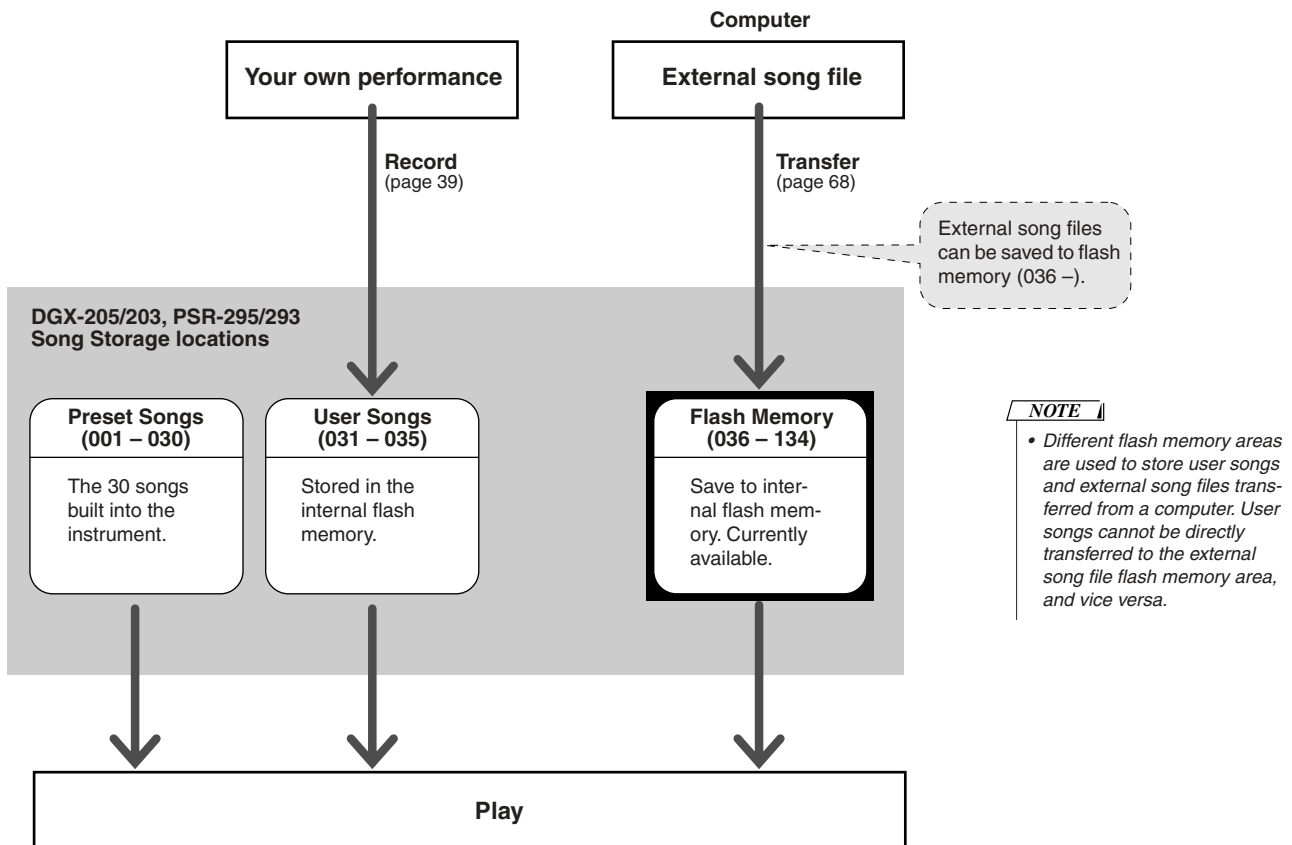 Computer
Your own performance
External song file
Record
(page 39)
Transfer
(page 68)
External song files
can be saved to flash
memory (036 –).
DGX-205/203, PSR-295/293
Song Storage locations
Preset Songs
(001 – 030)
The 30 songs
built into the
instrument.
User Songs
(031 – 035)
Stored in the
internal flash
memory.
Flash Memory
(036 – 134)
Save to inter-
nal flash mem-
ory. Currently
available.
NOTE
• Different flash memory areas
are used to store user songs
and external song files trans-
ferred from a computer. User
songs cannot be directly
transferred to the external
song file flash memory area,
and vice versa.
Play